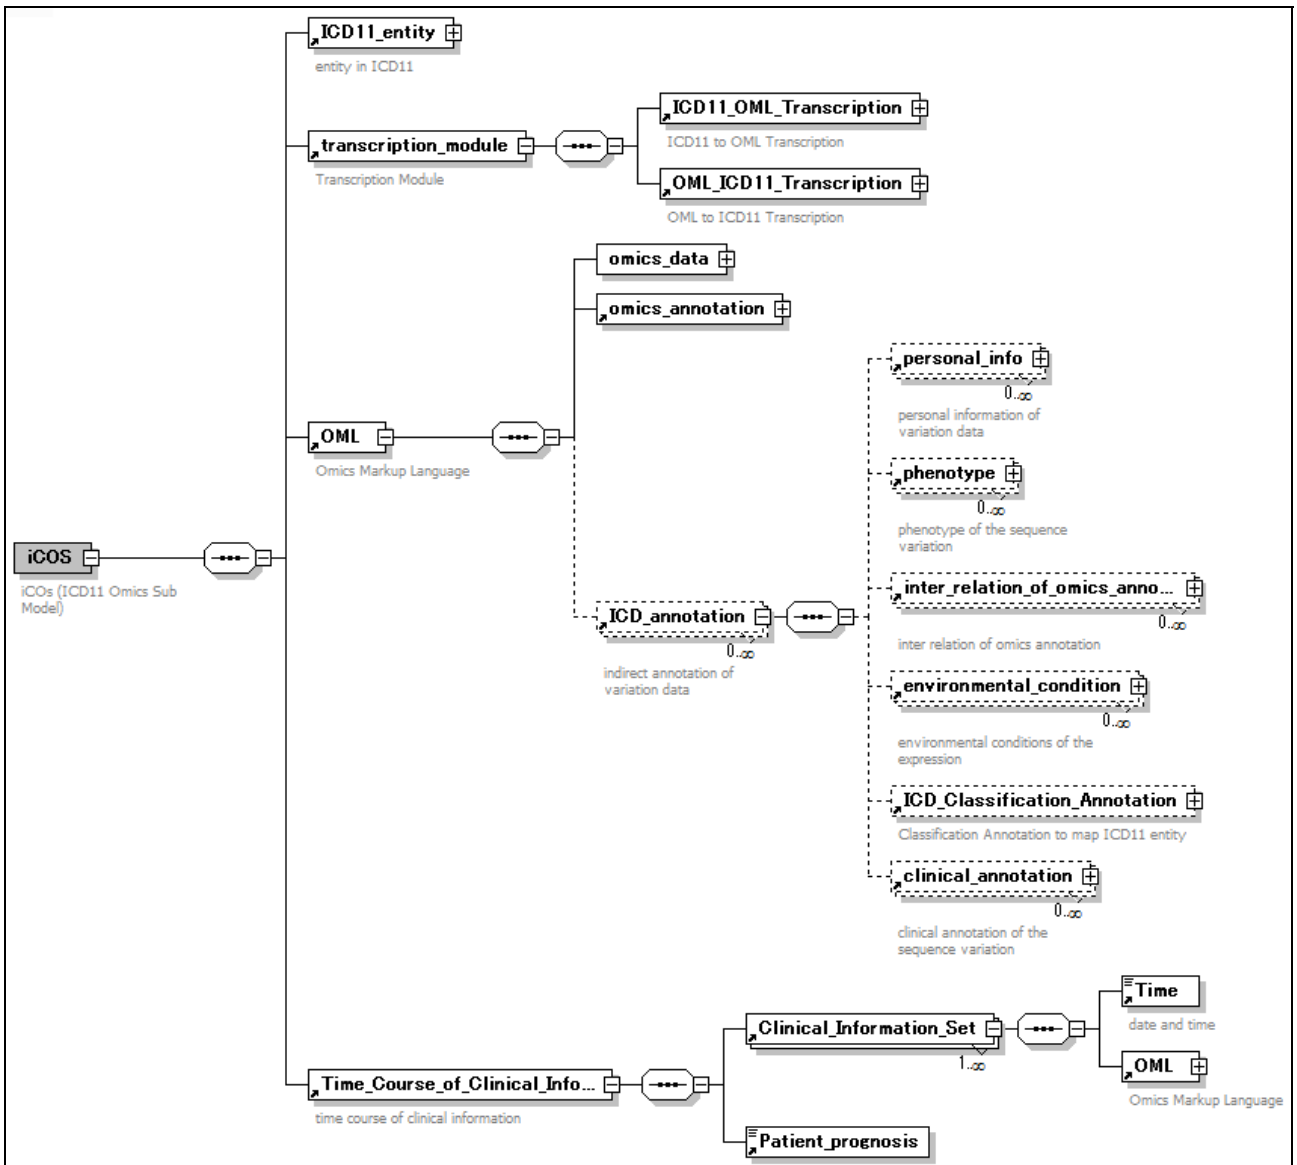 ICD11_entity
entity in ICD11
transcription_module
Transcription Module
ICD11_OML_Transcription
ICD11 to OML Transcription
OML_ICD11_Transcription
OML to ICD11 Transcription
OML
Omics Markup Language
omics_data
omics_annotation
personal_info
0..∞
personal information of
variation data
phenotype
0..∞
phenotype of the sequence
variation
iCOS
iCOs (ICD11 Omics Sub
Model)
ICD_annotation
0..∞
indirect annotation of
variation data
inter_relation_of_omics_anno...
0..∞
inter relation of omics annotation
environmental_condition
0..∞
environmental conditions of the
expression
ICD_Classification_Annotation
Classification Annotation to map ICD11 entity
clinical_annotation
0..∞
clinical annotation of the
sequence variation
Time_Course_of_Clinical_Info...
time course of clinical information
Clinical_Information_Set
1..∞
Time
date and time
OML
Omics Markup Language
Patient_prognosis